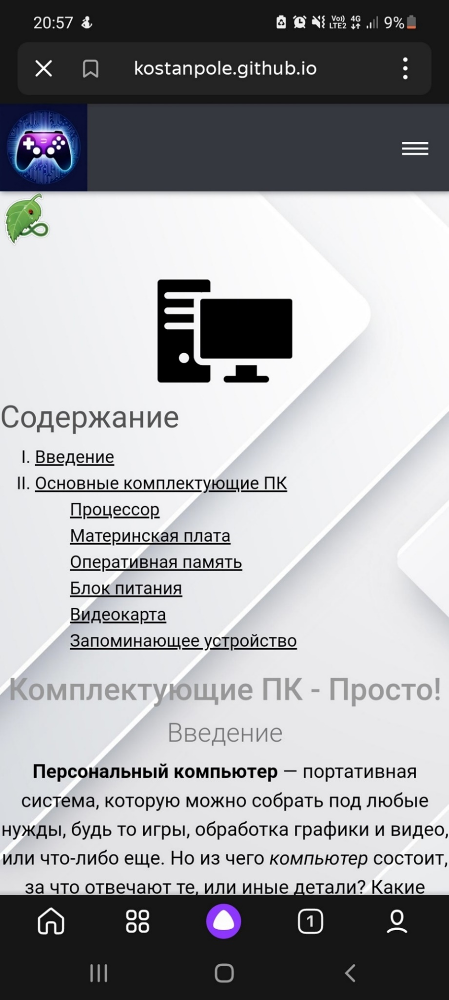 20:57 Vo)) LTE2 4G 9%
kostanpole.github.io
Содержание
I. Введение
II. Основные комплектующие ПК
Процессор
Материнская плата
Оперативная память
Блок питания
Видеокарта
Запоминающее устройство
Комплектующие ПК - Просто!
Введение
Персональный компьютер — портативная
система, которую можно собрать под любые
нужды, будь то игры, обработка графики и видео,
или что-либо еще. Но из чего компьютер состоит,
за что отвечают те, или иные детали? Какие
1